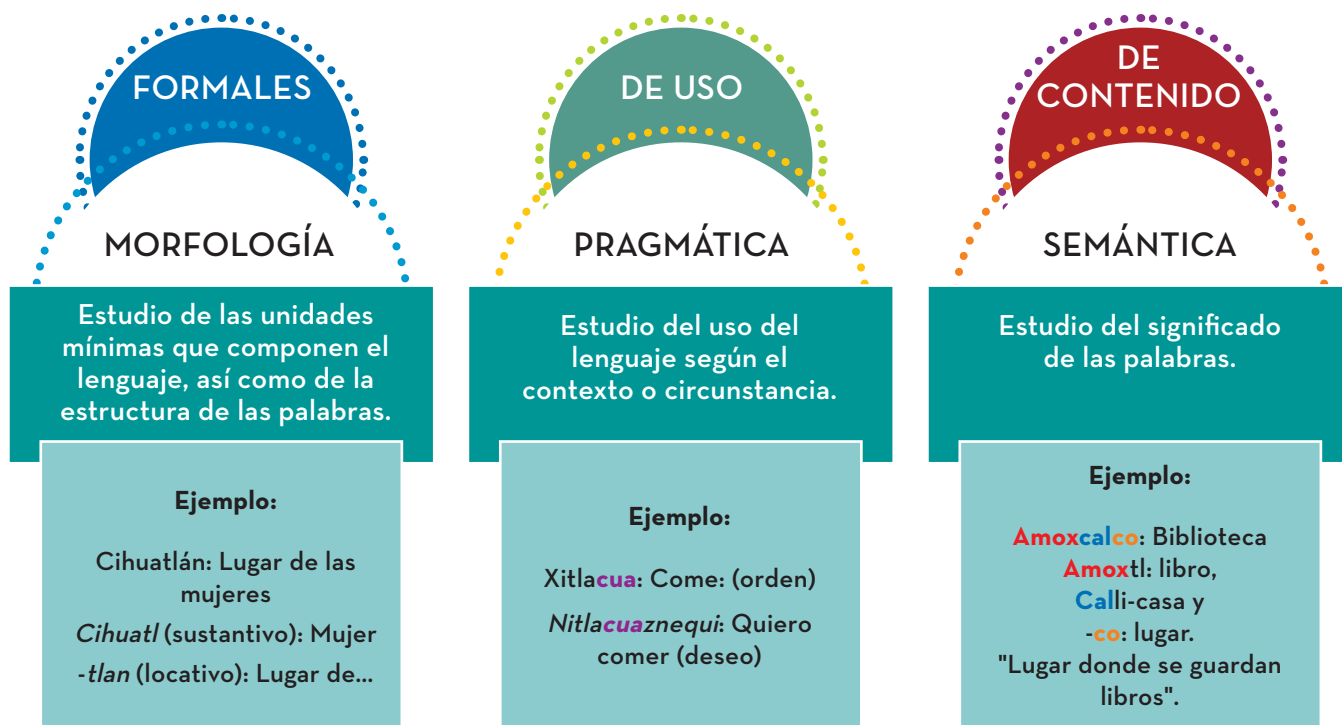 FORMALES
MORFOLOGÍA
Estudio de las unidades
mínimas que componen el
lenguaje, así como de la
estructura de las palabras.
Ejemplo:
Cihuatlán: Lugar de las
mujeres
Cihuatl (sustantivo): Mujer
-tlan (locativo): Lugar de...
DE USO
PRAGMÁTICA
Estudio del uso del
lenguaje según el
contexto o circunstancia.
Ejemplo:
Xitlacua: Come: (orden)
Nitlacuaznequi: Quiero
comer (deseo)
DE
CONTENIDO
SEMÁNTICA
Estudio del significado
de las palabras.
Ejemplo:
Amoxcalco: Biblioteca
Amoxtl: libro,
Calli-casa y
-co: lugar.
"Lugar donde se guardan
libros".